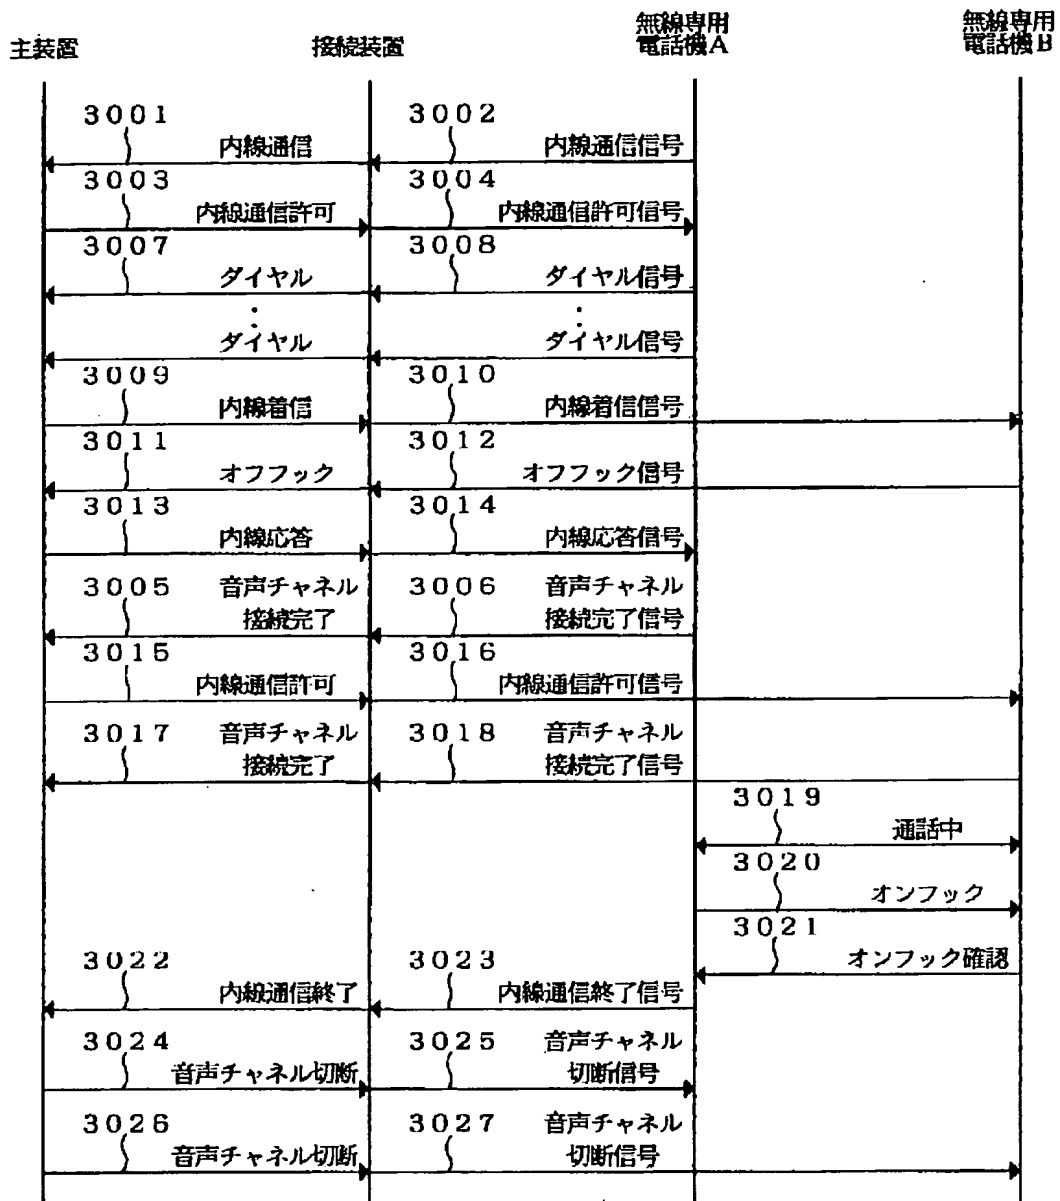 主装置
接続装置
無線専用
電話機A
無線専用
電話機B
3001
内線通信
3002
内線通信信号
3003
内線通信許可
3004
内線通信許可信号
3007
ダイヤル
3008
ダイヤル信号
ダイヤル
ダイヤル信号
3009
内線着信
3010
内線着信信号
3011
オフフック
3012
オフフック信号
3013
内線応答
3014
内線応答信号
3005
音声チャネル
接続完了
3006
音声チャネル
接続完了信号
3015
内線通信許可
3016
内線通信許可信号
3017
音声チャネル
接続完了
3018
音声チャネル
接続完了信号
3019
通話中
3020
オンフック
3021
オンフック確認
3022
内線通信終了
3023
内線通信終了信号
3024
音声チャネル切断
3025
音声チャネル
切断信号
3026
音声チャネル切断
3027
音声チャネル
切断信号